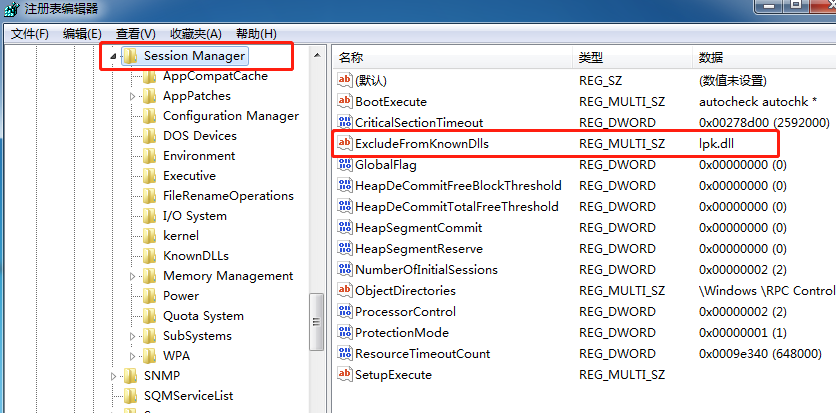 注册表编辑器
文件(F) 编辑(E) 查看(V) 收藏夹(A) 帮助(H)
Session Manager
AppCompatCache
AppPatches
Configuration Manager
DOS Devices
Environment
Executive
FileRenameOperations
I/O System
kernel
KnownDLLs
Memory Management
Power
Quota System
SubSystems
WPA
SNMP
SQMServiceList
名称 类型 数据
(默认) REG_SZ (数值未设置)
BootExecute REG_MULTI_SZ autocheck autochk *
CriticalSectionTimeout REG_DWORD 0x00278d00 (2592000)
ExcludeFromKnownDlls REG_MULTI_SZ lpk.dll
GlobalFlag REG_DWORD 0x00000000 (0)
HeapDeCommitFreeBlockThreshold REG_DWORD 0x00000000 (0)
HeapDeCommitTotalFreeThreshold REG_DWORD 0x00000000 (0)
HeapSegmentCommit REG_DWORD 0x00000000 (0)
HeapSegmentReserve REG_DWORD 0x00000000 (0)
NumberOfInitialSessions REG_DWORD 0x00000002 (2)
ObjectDirectories REG_MULTI_SZ \Windows \RPC Control
ProcessorControl REG_DWORD 0x00000002 (2)
ProtectionMode REG_DWORD 0x00000001 (1)
ResourceTimeoutCount REG_DWORD 0x0009e340 (648000)
SetupExecute REG_MULTI_SZ